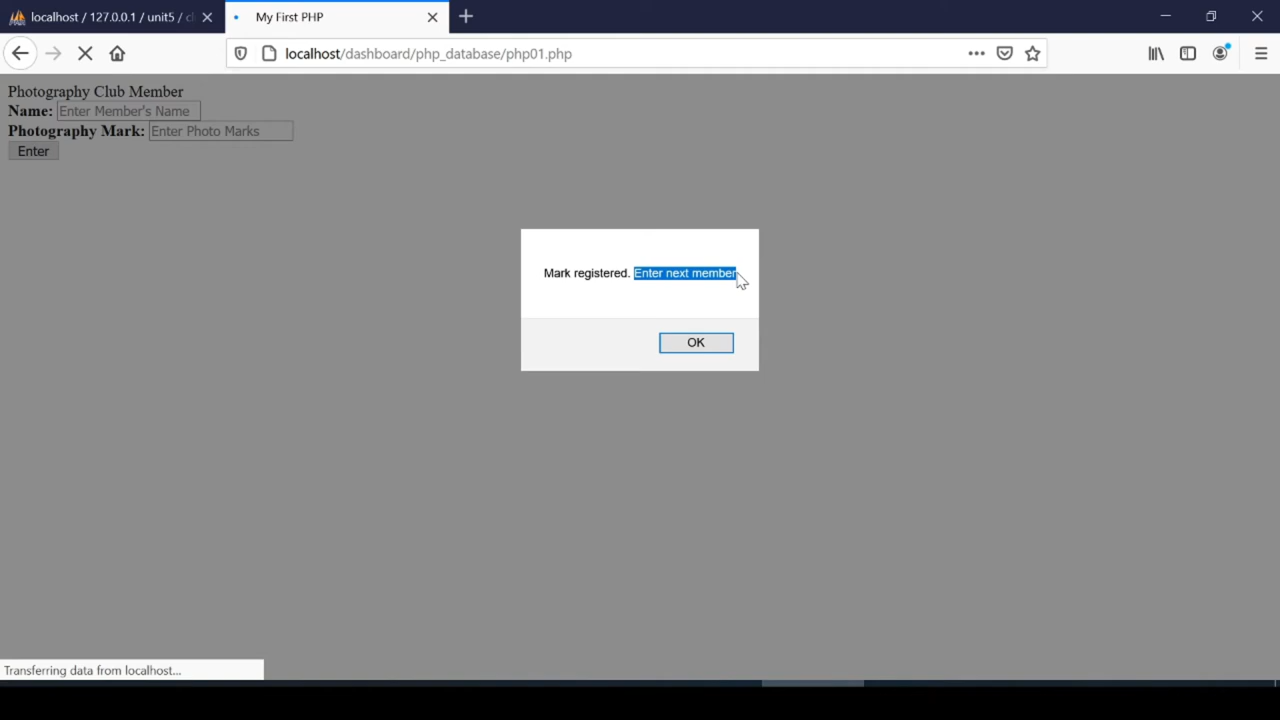 localhost / 127.0.0.1 / unit5 /
My First PHP
localhost/dashboard/php_database/php01.php
Photography Club Member
Name: Enter Member's Name
Photography Mark: Enter Photo Marks
Enter
Mark registered. Enter next member
OK
Transferring data from localhost...